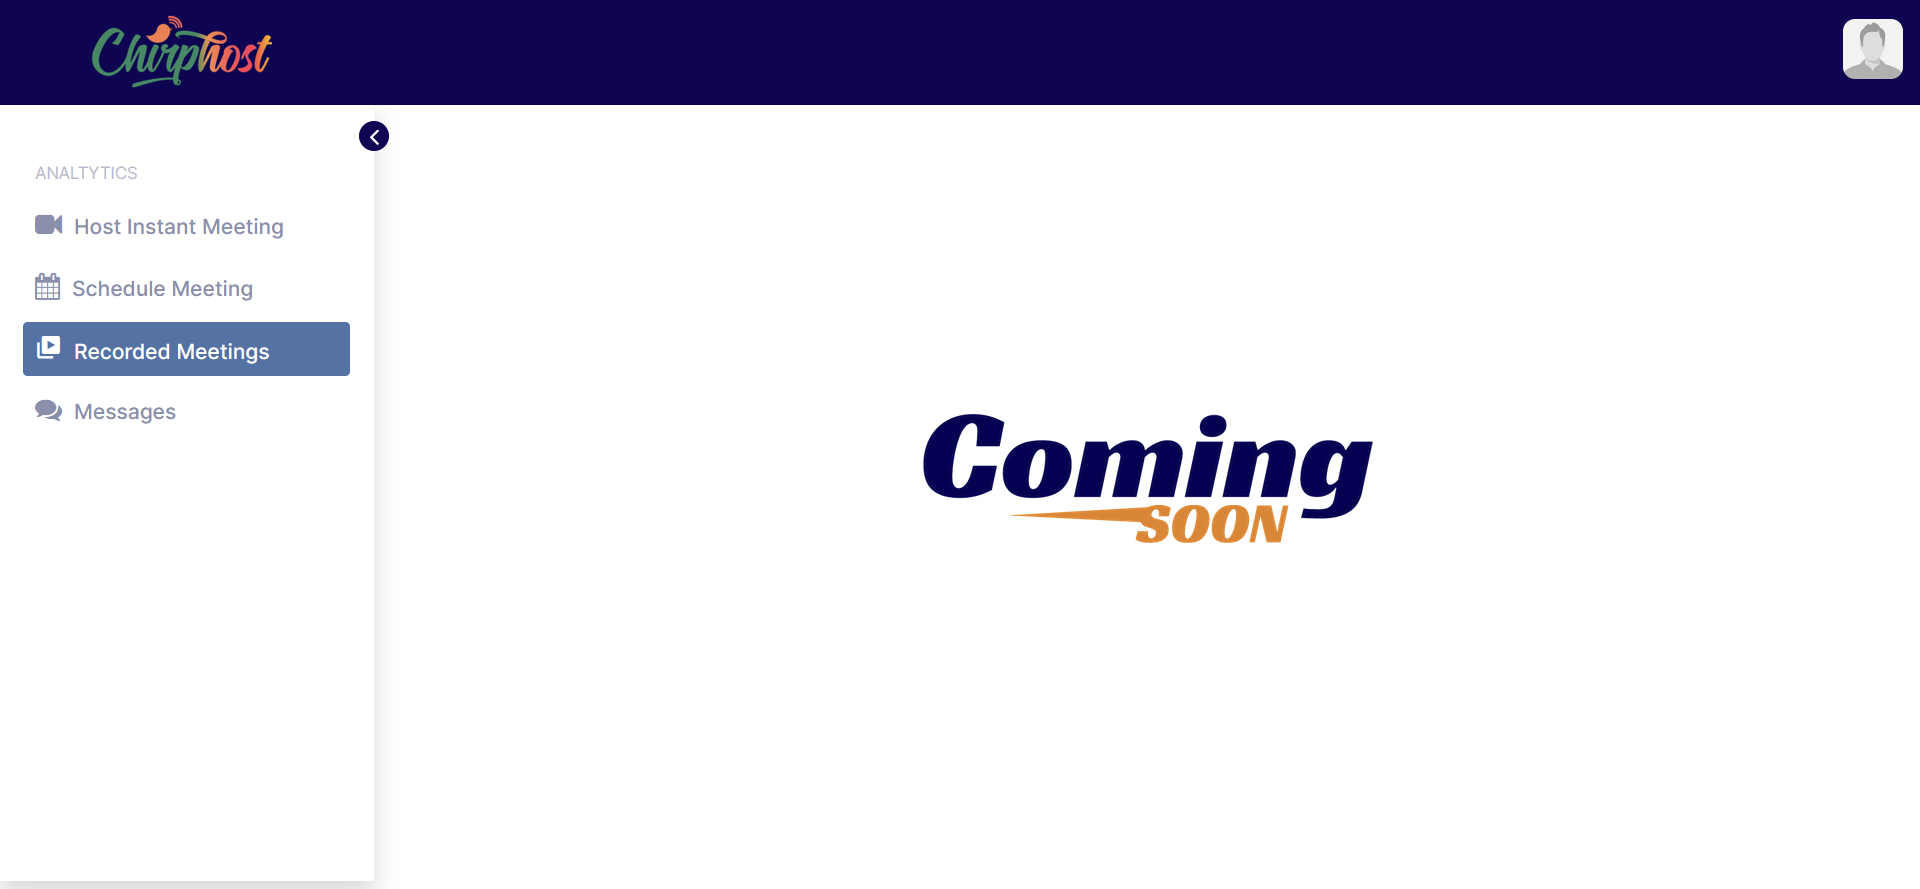 Chirphost
ANALTYTICS
Host Instant Meeting
Schedule Meeting
Recorded Meetings
Messages
Coming
SOON